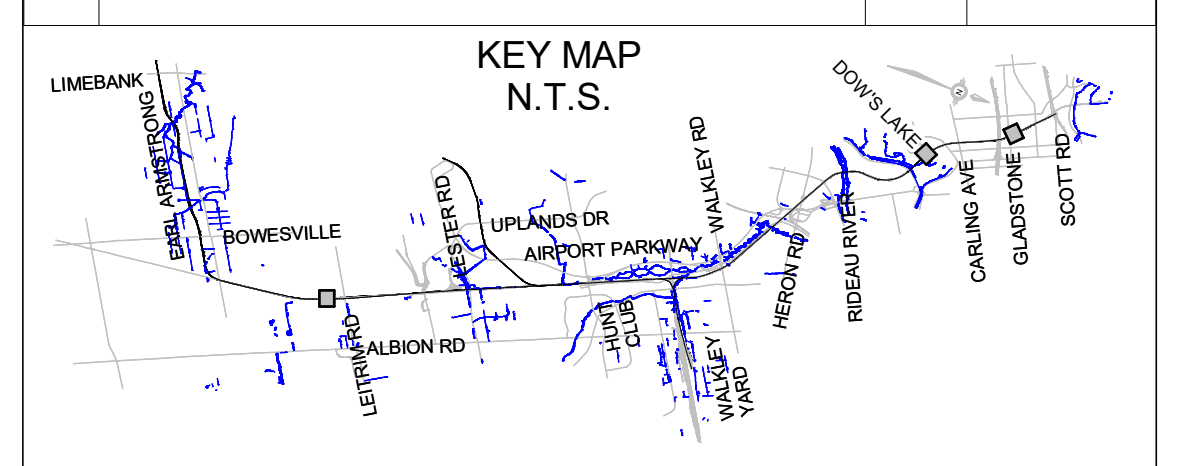 KEY MAP
N.T.S.
LIMEBANK
EARL ARMSTRONG
BOWESVILLE
LEITRIM RD
ALBION RD
LESTER RD
UPLANDS DR
AIRPORT PARKWAY
HUNT
CLUB
WALKLEY
YARD
WALKLEY RD
HERON RD
RIDEAU RIVER
DOW'S LAKE
N
CARLING AVE
GLADSTONE
SCOTT RD